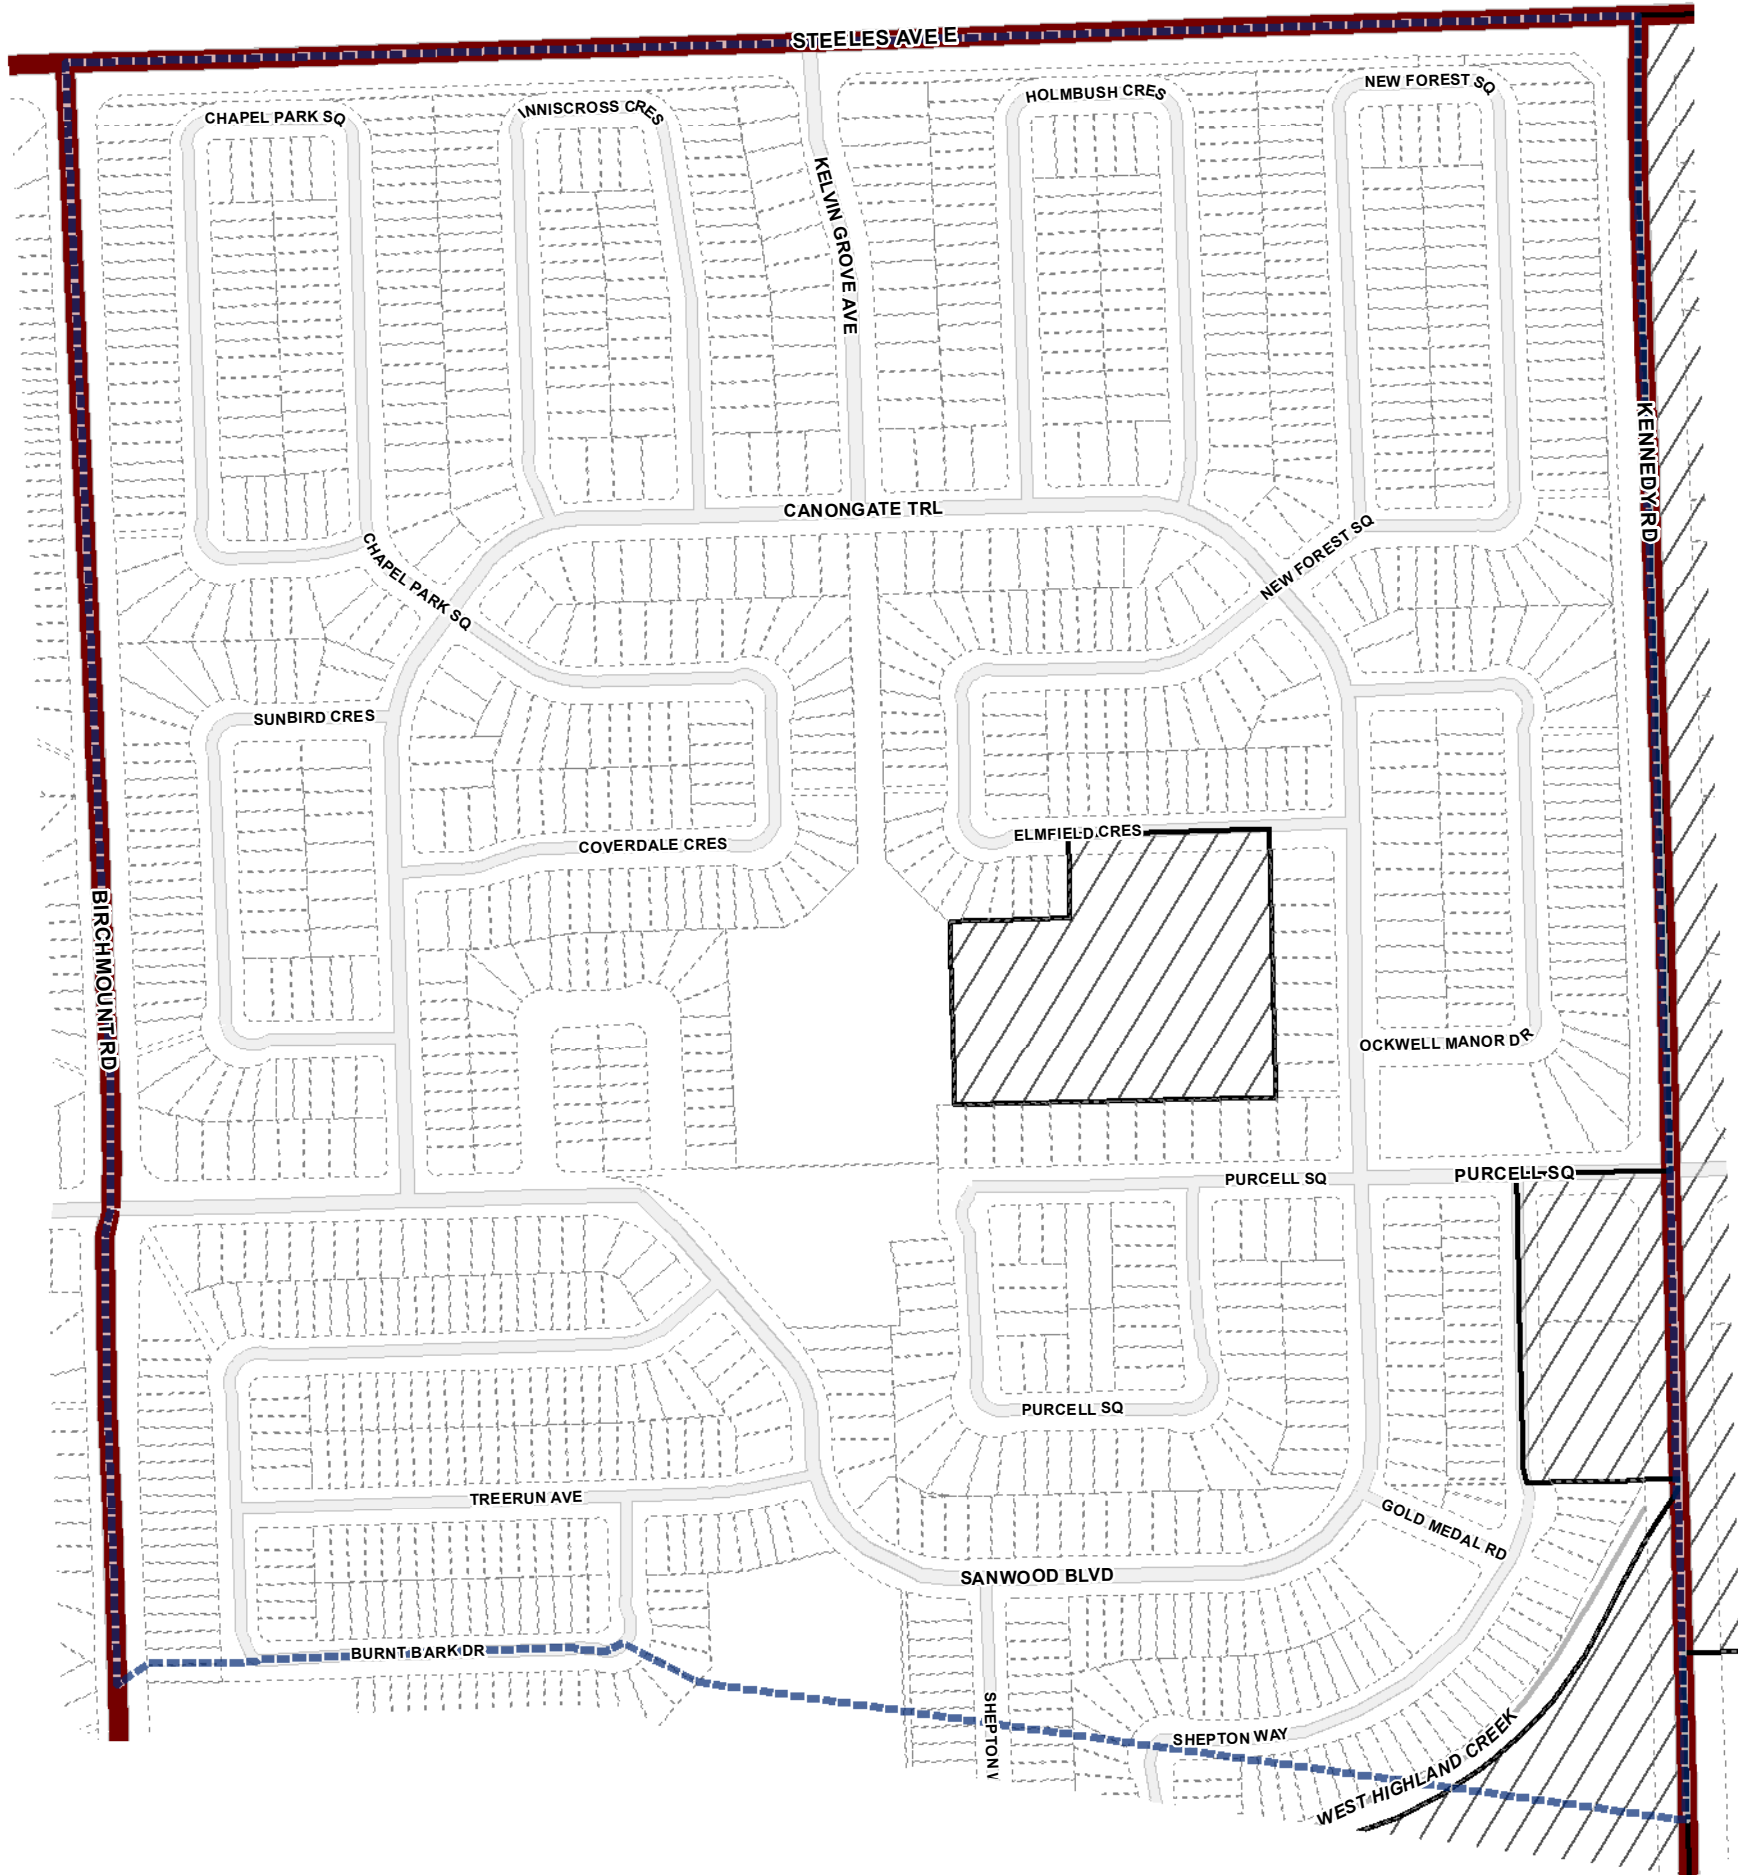 STEELES AVE E
CHAPEL PARK SQ
INNISCROSS CRES
HOLMBUSH CRES
NEW FOREST SQ
KELVIN GROVE AVE
KENNEDY RD
CANONGATE TRL
CHAPEL PARK SQ
NEW FOREST SQ
SUNBIRD CRES
COVERDALE CRES
ELMFIELD CRES
BIRCHMOUNT RD
OCKWELL MANOR DR
PURCELL SQ
PURCELL SQ
PURCELL SQ
TREERUN AVE
GOLD MEDAL RD
SANWOOD BLVD
BURNT BARK DR
SHEPTON
SHEPTON WAY
WEST HIGHLAND CREEK